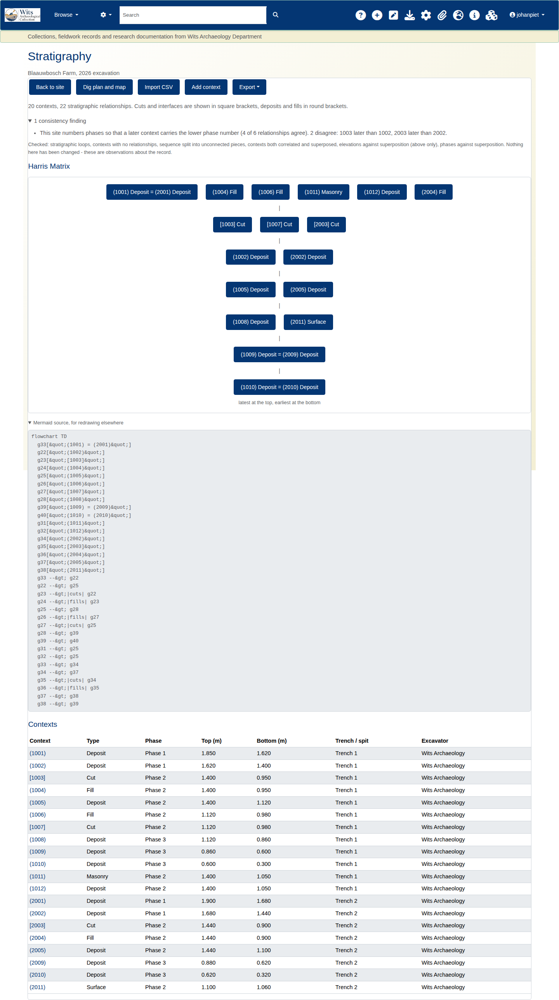 Wits
Archaeological
Collection
Browse
Search
johanpiet
Collections, fieldwork records and research documentation from Wits Archaeology Department
Stratigraphy
Blaauwbosch Farm, 2026 excavation
Back to site Dig plan and map Import CSV Add context Export
20 contexts, 22 stratigraphic relationships. Cuts and interfaces are shown in square brackets, deposits and fills in round brackets.
1 consistency finding
• This site numbers phases so that a later context carries the lower phase number (4 of 6 relationships agree). 2 disagree: 1003 later than 1002, 2003 later than 2002.
Checked: stratigraphic loops, contexts with no relationships, sequence split into unconnected pieces, contexts both correlated and superposed, elevations against superposition (above only), phases against superposition. Nothing
here has been changed - these are observations about the record.
Harris Matrix
(1001) Deposit = (2001) Deposit (1004) Fill (1006) Fill (1011) Masonry (1012) Deposit (2004) Fill
|
[1003] Cut [1007] Cut [2003] Cut
|
(1002) Deposit (2002) Deposit
|
(1005) Deposit (2005) Deposit
|
(1008) Deposit (2011) Surface
|
(1009) Deposit = (2009) Deposit
|
(1010) Deposit = (2010) Deposit
latest at the top, earliest at the bottom
Mermaid source, for redrawing elsewhere
flowchart TD
g33[&quot;(1001) = (2001)&quot;]
g22[&quot;(1002)&quot;]
g23[&quot;[1003]&quot;]
g24[&quot;(1004)&quot;]
g25[&quot;(1005)&quot;]
g26[&quot;(1006)&quot;]
g27[&quot;[1007]&quot;]
g28[&quot;(1008)&quot;]
g39[&quot;(1009) = (2009)&quot;]
g40[&quot;(1010) = (2010)&quot;]
g31[&quot;(1011)&quot;]
g32[&quot;(1012)&quot;]
g34[&quot;(2002)&quot;]
g35[&quot;[2003]&quot;]
g36[&quot;(2004)&quot;]
g37[&quot;(2005)&quot;]
g38[&quot;(2011)&quot;]
g33 --&gt; g22
g22 --&gt; g25
g23 --&gt;|cuts| g22
g24 --&gt;|fills| g23
g25 --&gt; g28
g26 --&gt;|fills| g27
g27 --&gt;|cuts| g25
g28 --&gt; g39
g39 --&gt; g40
g31 --&gt; g25
g32 --&gt; g25
g33 --&gt; g34
g34 --&gt; g37
g35 --&gt;|cuts| g34
g36 --&gt;|fills| g35
g37 --&gt; g38
g38 --&gt; g39
Contexts
Context Type Phase Top (m) Bottom (m) Trench / spit Excavator
(1001) Deposit Phase 1 1.850 1.620 Trench 1 Wits Archaeology
(1002) Deposit Phase 1 1.620 1.400 Trench 1 Wits Archaeology
[1003] Cut Phase 2 1.400 0.950 Trench 1 Wits Archaeology
(1004) Fill Phase 2 1.400 0.950 Trench 1 Wits Archaeology
(1005) Deposit Phase 2 1.400 1.120 Trench 1 Wits Archaeology
(1006) Fill Phase 2 1.120 0.980 Trench 1 Wits Archaeology
[1007] Cut Phase 2 1.120 0.980 Trench 1 Wits Archaeology
(1008) Deposit Phase 3 1.120 0.860 Trench 1 Wits Archaeology
(1009) Deposit Phase 3 0.860 0.600 Trench 1 Wits Archaeology
(1010) Deposit Phase 3 0.600 0.300 Trench 1 Wits Archaeology
(1011) Masonry Phase 2 1.400 1.050 Trench 1 Wits Archaeology
(1012) Deposit Phase 2 1.400 1.050 Trench 1 Wits Archaeology
(2001) Deposit Phase 1 1.900 1.680 Trench 2 Wits Archaeology
(2002) Deposit Phase 1 1.680 1.440 Trench 2 Wits Archaeology
[2003] Cut Phase 2 1.440 0.900 Trench 2 Wits Archaeology
(2004) Fill Phase 2 1.440 0.900 Trench 2 Wits Archaeology
(2005) Deposit Phase 2 1.440 1.100 Trench 2 Wits Archaeology
(2009) Deposit Phase 3 0.880 0.620 Trench 2 Wits Archaeology
(2010) Deposit Phase 3 0.620 0.320 Trench 2 Wits Archaeology
(2011) Surface Phase 2 1.100 1.060 Trench 2 Wits Archaeology